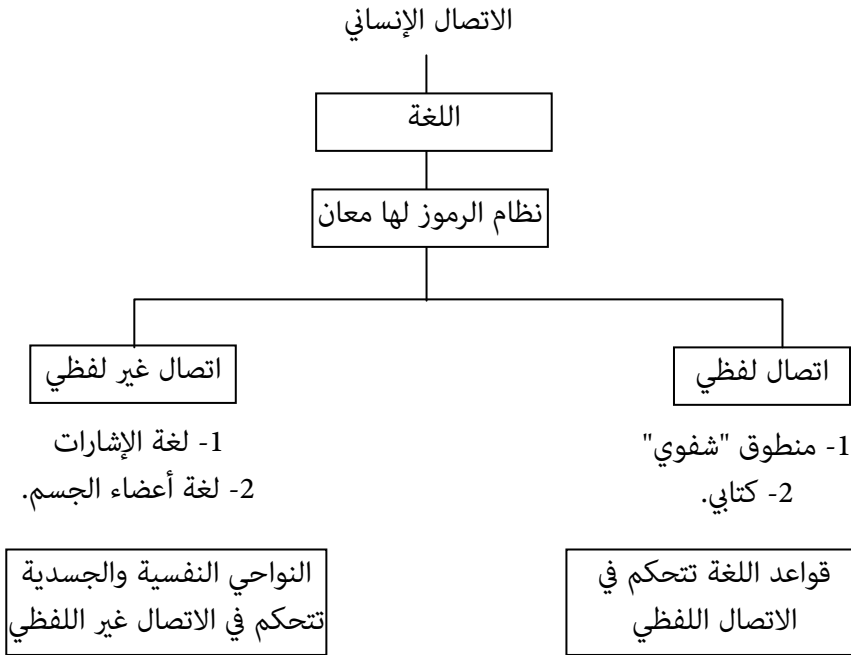 الاتصال الإنساني
اللغة
نظام الرموز لها معان
اتصال لفظي
1- منطوق "شفوي"
2- كتابي.
قواعد اللغة تتحكم في
الاتصال اللفظي
اتصال غير لفظي
1- لغة الإشارات
2- لغة أعضاء الجسم.
النواحي النفسية والجسدية
تتحكم في الاتصال غير اللفظي